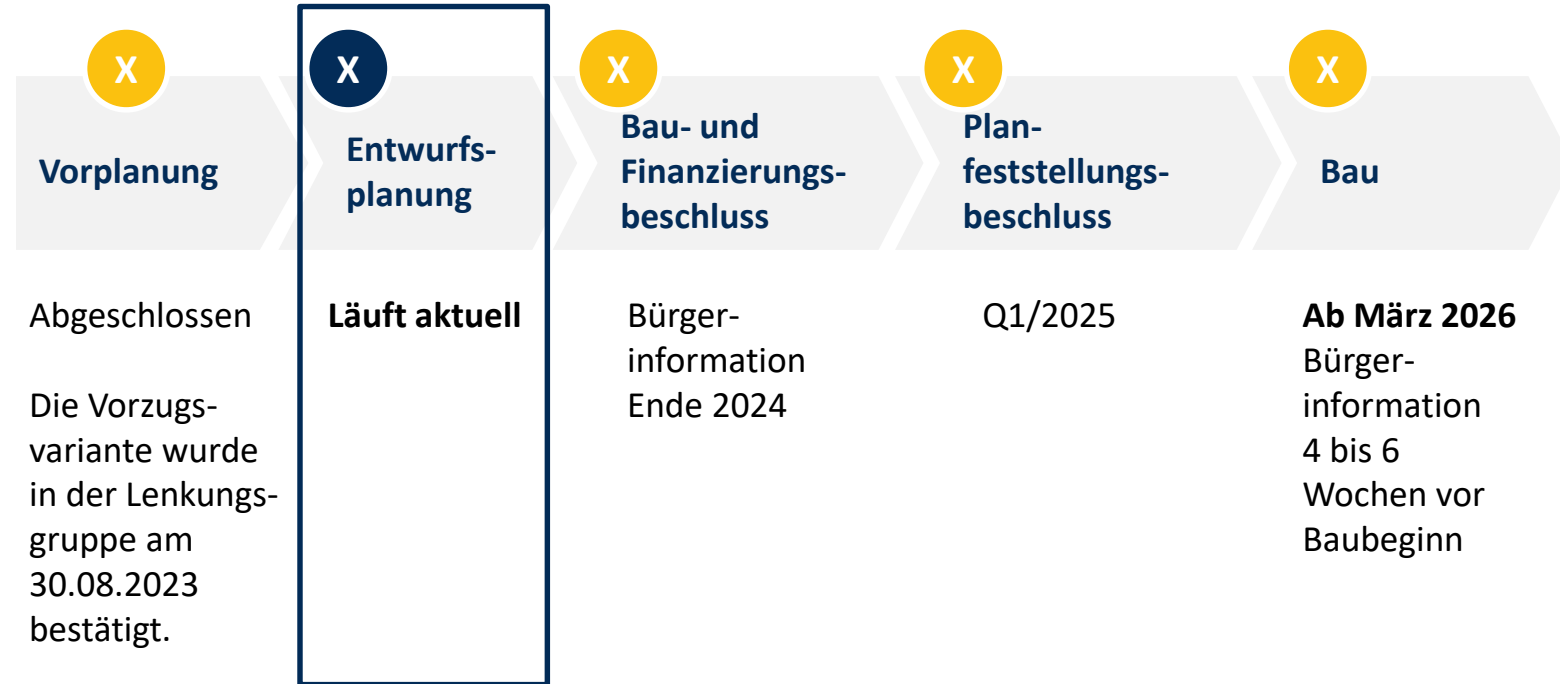 X
X
X
X
X
Vorplanung
Entwurfs-
planung
Bau- und
Finanzierungs-
beschluss
Plan-
feststellungs-
beschluss
Bau
Abgeschlossen
Die Vorzugs-
variante wurde
in der Lenkungs-
gruppe am
30.08.2023
bestätigt.
Läuft aktuell
Bürger-
information
Ende 2024
Q1/2025
Ab März 2026
Bürger-
information
4 bis 6
Wochen vor
Baubeginn